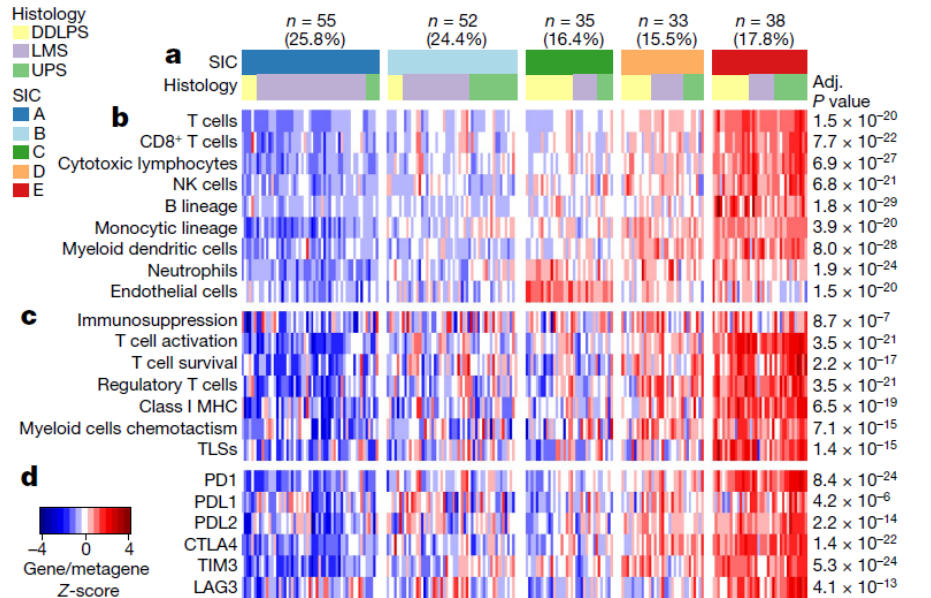 Histology
DDLPS
LMS
UPS
SIC
A
B
C
D
E
n = 55
(25.8%)
n = 52
(24.4%)
n = 35
(16.4%)
n = 33
(15.5%)
n = 38
(17.8%)
a
SIC
Histology
Adj.
P value
b
T cells 1.5 × 10⁻²⁰
CD8⁺ T cells 7.7 × 10⁻²²
Cytotoxic lymphocytes 6.9 × 10⁻²⁷
NK cells 6.8 × 10⁻²¹
B lineage 1.8 × 10⁻²⁹
Monocytic lineage 3.9 × 10⁻²⁰
Myeloid dendritic cells 8.0 × 10⁻²⁸
Neutrophils 1.9 × 10⁻²⁴
Endothelial cells 1.5 × 10⁻²⁰
c
Immunosuppression 8.7 × 10⁻⁷
T cell activation 3.5 × 10⁻²¹
T cell survival 2.2 × 10⁻¹⁷
Regulatory T cells 3.5 × 10⁻²¹
Class I MHC 6.5 × 10⁻¹⁹
Myeloid cells chemotactism 7.1 × 10⁻¹⁵
TLSs 1.4 × 10⁻¹⁵
d
PD1 8.4 × 10⁻²⁴
PDL1 4.2 × 10⁻⁶
PDL2 2.2 × 10⁻¹⁴
CTLA4 1.4 × 10⁻²²
TIM3 5.3 × 10⁻²⁴
LAG3 4.1 × 10⁻¹³
−4 0 4
Gene/metagene
Z-score